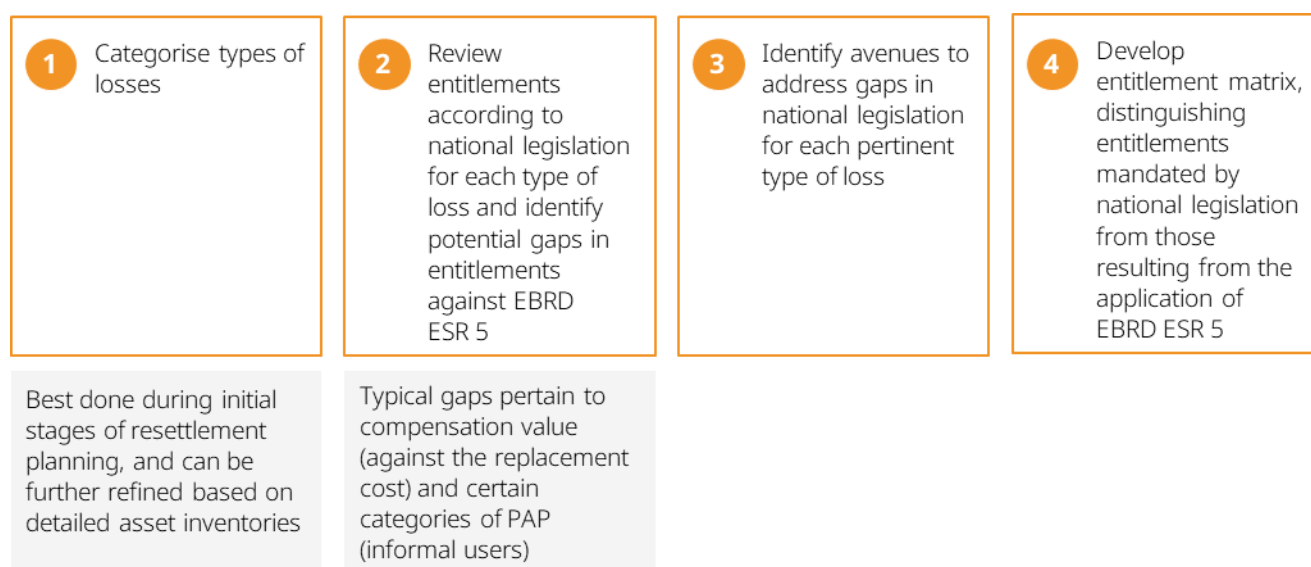 1
Categorise types of
losses
2
Review
entitlements
according to
national legislation
for each type of
loss and identify
potential gaps in
entitlements
against EBRD
ESR 5
3
Identify avenues to
address gaps in
national legislation
for each pertinent
type of loss
4
Develop
entitlement matrix,
distinguishing
entitlements
mandated by
national legislation
from those
resulting from the
application of
EBRD ESR 5
Best done during initial
stages of resettlement
planning, and can be
further refined based on
detailed asset inventories
Typical gaps pertain to
compensation value
(against the replacement
cost) and certain
categories of PAP
(informal users)